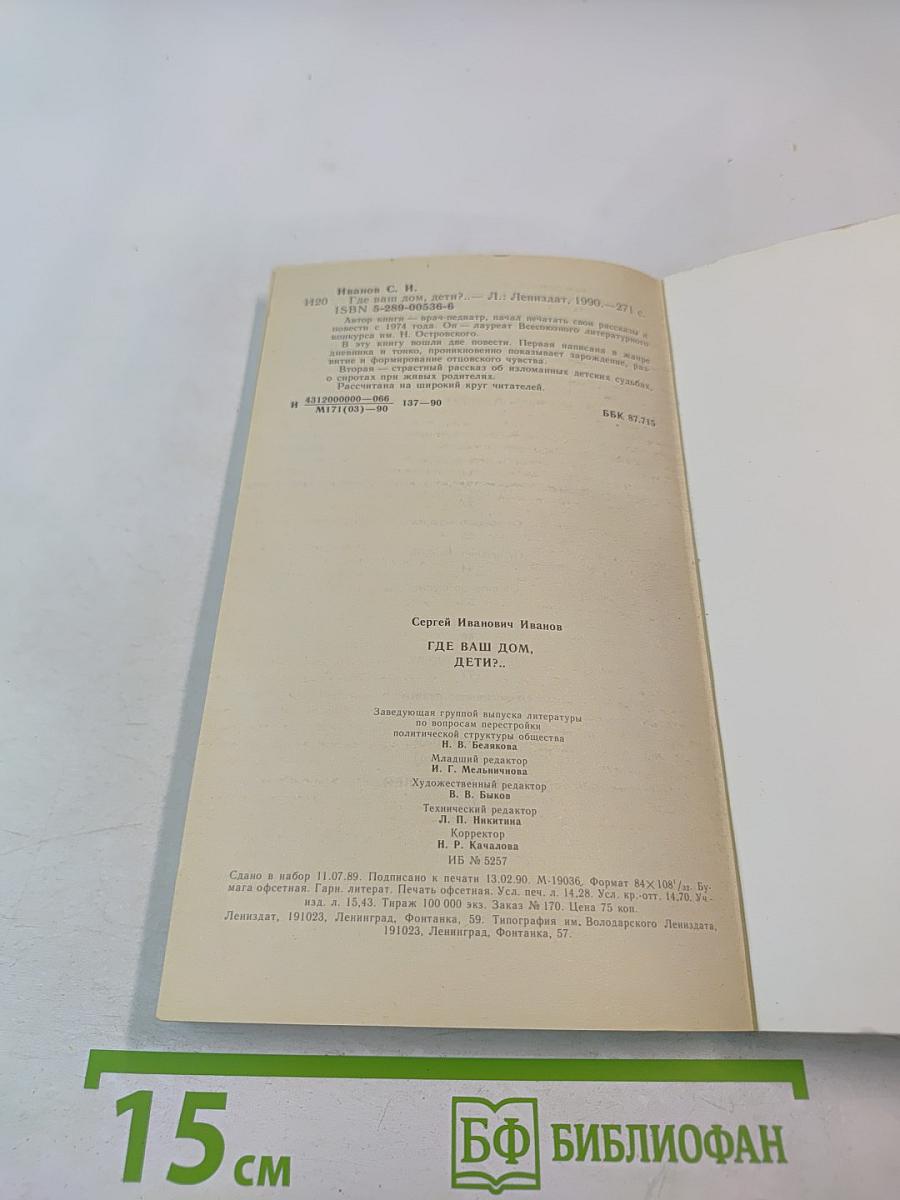 Иванов С. И.
И20 Где ваш дом, дети?..— Л.: Лениздат, 1990.—271 с.
ISBN 5-289-00536-6
Автор книги — врач-педиатр, начал печатать свои рассказы и
повести с 1974 года. Он — лауреат Всесоюзного литературного
конкурса им. Н. Островского.
В эту книгу вошли две повести. Первая написана в жанре
дневника и тонко, проникновенно показывает зарождение, раз-
витие и формирование отцовского чувства.
Вторая — страстный рассказ об изломанных детских судьбах,
о сиротах при живых родителях.
Рассчитана на широкий круг читателей.
И 4312000000—066 137—90
М171(03)—90
ББК 87.715
Сергей Иванович Иванов
ГДЕ ВАШ ДОМ,
ДЕТИ?..
Заведующая группой выпуска литературы
по вопросам перестройки
политической структуры общества
Н. В. Белякова
Младший редактор
И. Г. Мельничнова
Художественный редактор
В. В. Быков
Технический редактор
Л. П. Никитина
Корректор
Н. Р. Качалова
ИБ № 5257
Сдано в набор 11.07.89. Подписано к печати 13.02.90. М-19036. Формат 84×108¹/₃₂. Бу-
мага офсетная. Гарн. литерат. Печать офсетная. Усл. печ. л. 14,28. Усл. кр.-отт. 14,70. Уч.-
изд. л. 15,43. Тираж 100 000 экз. Заказ № 170. Цена 75 коп.
Лениздат, 191023, Ленинград, Фонтанка, 59. Типография им. Володарского Лениздата,
191023, Ленинград, Фонтанка, 57.
15 см
БФ БИБЛИОФАН